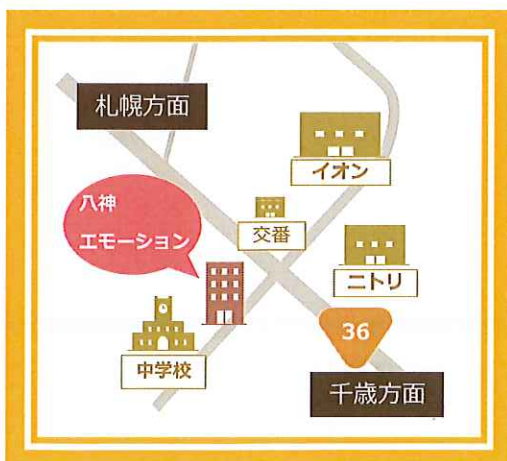 札幌方面
イオン
八神
エモーション
交番
ニトリ
36
中学校
千歳方面